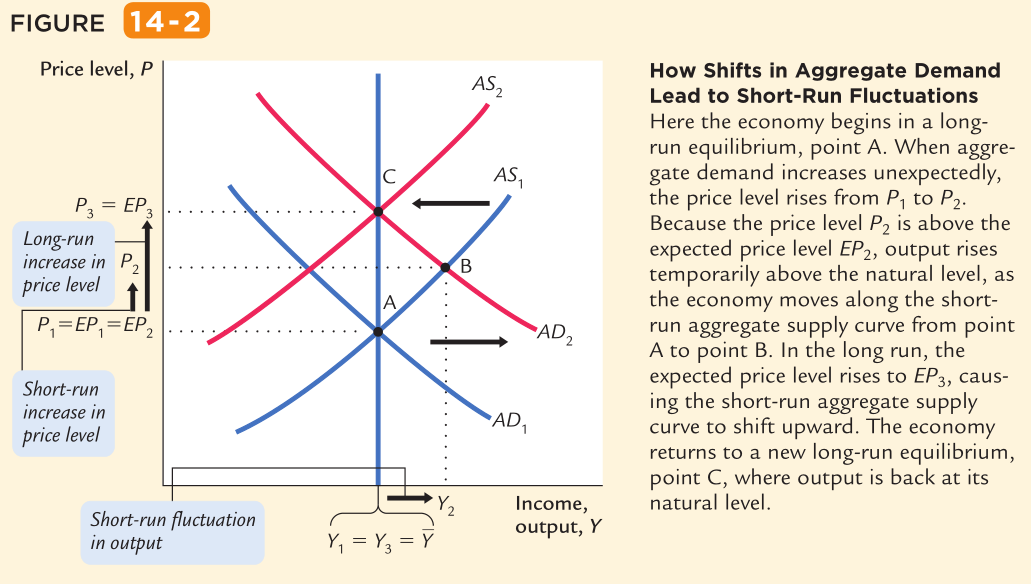 FIGURE 14-2
Price level, P
AS2
C
AS1
P3 = EP3
Long-run
increase in
price level
P2
B
A
P1=EP1=EP2
AD2
Short-run
increase in
price level
AD1
Y2
Income,
output, Y
Short-run fluctuation
in output
Y1 = Y3 = Y̅
How Shifts in Aggregate Demand
Lead to Short-Run Fluctuations
Here the economy begins in a long-
run equilibrium, point A. When aggre-
gate demand increases unexpectedly,
the price level rises from P1 to P2.
Because the price level P2 is above the
expected price level EP2, output rises
temporarily above the natural level, as
the economy moves along the short-
run aggregate supply curve from point
A to point B. In the long run, the
expected price level rises to EP3, caus-
ing the short-run aggregate supply
curve to shift upward. The economy
returns to a new long-run equilibrium,
point C, where output is back at its
natural level.